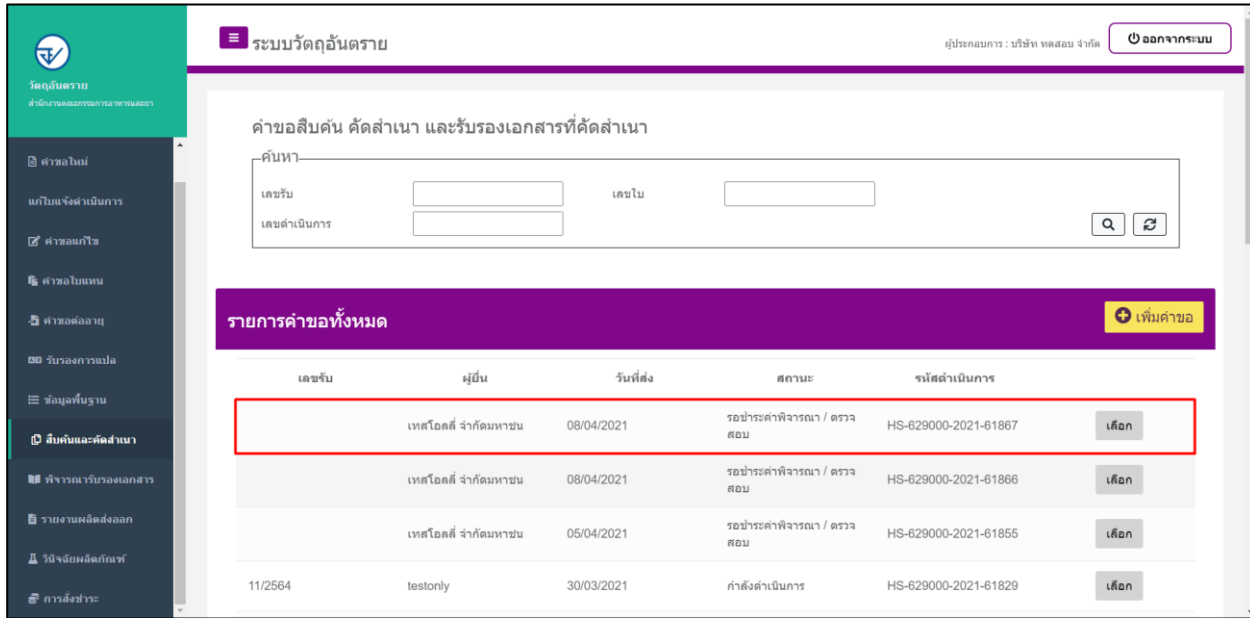 ระบบวัตถุอันตราย
ผู้ประกอบการ : บริษัท ทดสอบ จำกัด
ออกจากระบบ
วัตถุอันตราย
สำนักงานคณะกรรมการอาหารและยา
คำขอใหม่
แก้ใบแจ้งดำเนินการ
คำขอแก้ไข
คำขอใบแทน
คำขอต่ออายุ
รับรองการแปล
ข้อมูลพื้นฐาน
สืบค้นและคัดสำเนา
พิจารณารับรองเอกสาร
รายงานผลิตส่งออก
วินิจฉัยผลิตภัณฑ์
การสั่งชำระ
คำขอสืบค้น คัดสำเนา และรับรองเอกสารที่คัดสำเนา
ค้นหา
เลขรับ เลขใบ
เลขดำเนินการ
รายการคำขอทั้งหมด เพิ่มคำขอ
เลขรับ ผู้ยื่น วันที่ส่ง สถานะ รหัสดำเนินการ
เทสโอลลี่ จำกัดมหาชน 08/04/2021 รอชำระค่าพิจารณา / ตรวจ HS-629000-2021-61867 เลือก
สอบ
เทสโอลลี่ จำกัดมหาชน 08/04/2021 รอชำระค่าพิจารณา / ตรวจ HS-629000-2021-61866 เลือก
สอบ
เทสโอลลี่ จำกัดมหาชน 05/04/2021 รอชำระค่าพิจารณา / ตรวจ HS-629000-2021-61855 เลือก
สอบ
11/2564 testonly 30/03/2021 กำลังดำเนินการ HS-629000-2021-61829 เลือก